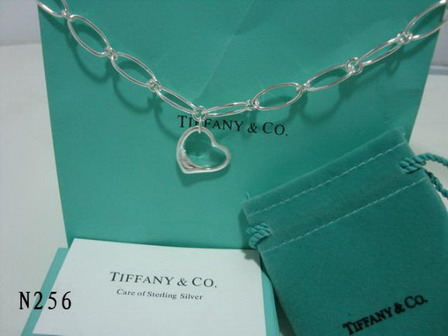 TIFFANY & CO.
TIFFANY & CO.
Care of Sterling Silver
TIFFANY & CO.
N256